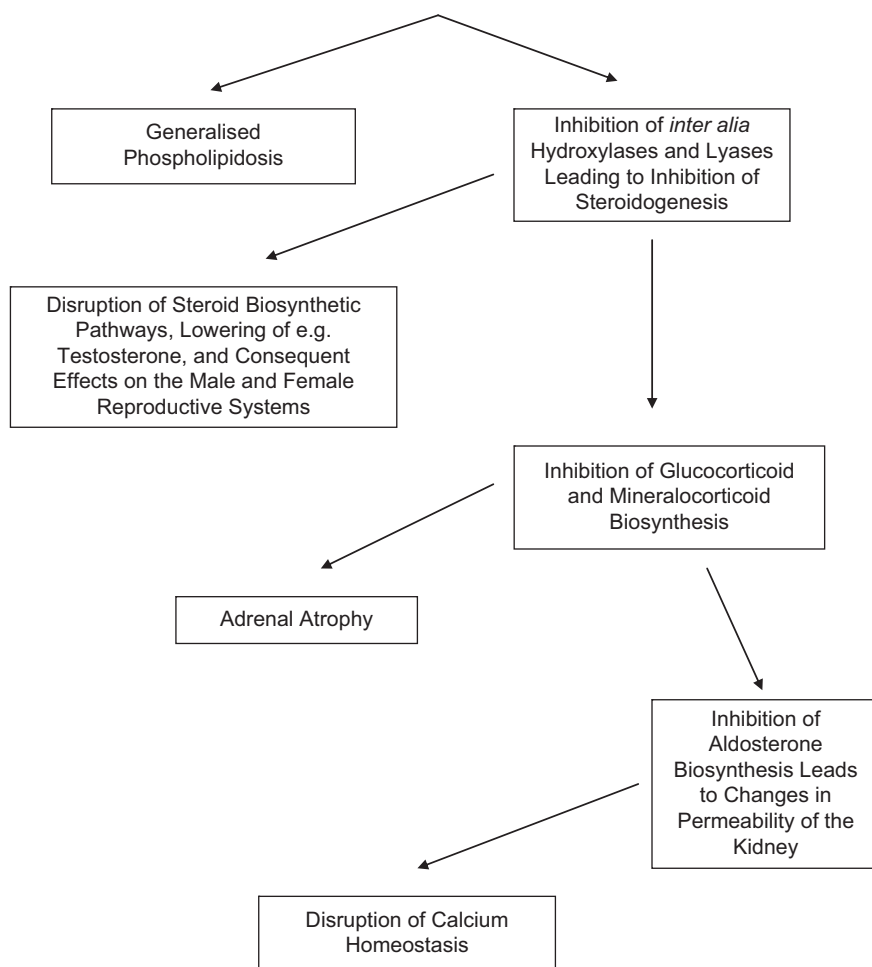 Generalised
Phospholipidosis
Inhibition of inter alia
Hydroxylases and Lyases
Leading to Inhibition of
Steroidogenesis
Disruption of Steroid Biosynthetic
Pathways, Lowering of e.g.
Testosterone, and Consequent
Effects on the Male and Female
Reproductive Systems
Inhibition of Glucocorticoid
and Mineralocorticoid
Biosynthesis
Adrenal Atrophy
Inhibition of
Aldosterone
Biosynthesis Leads
to Changes in
Permeability of the
Kidney
Disruption of Calcium
Homeostasis